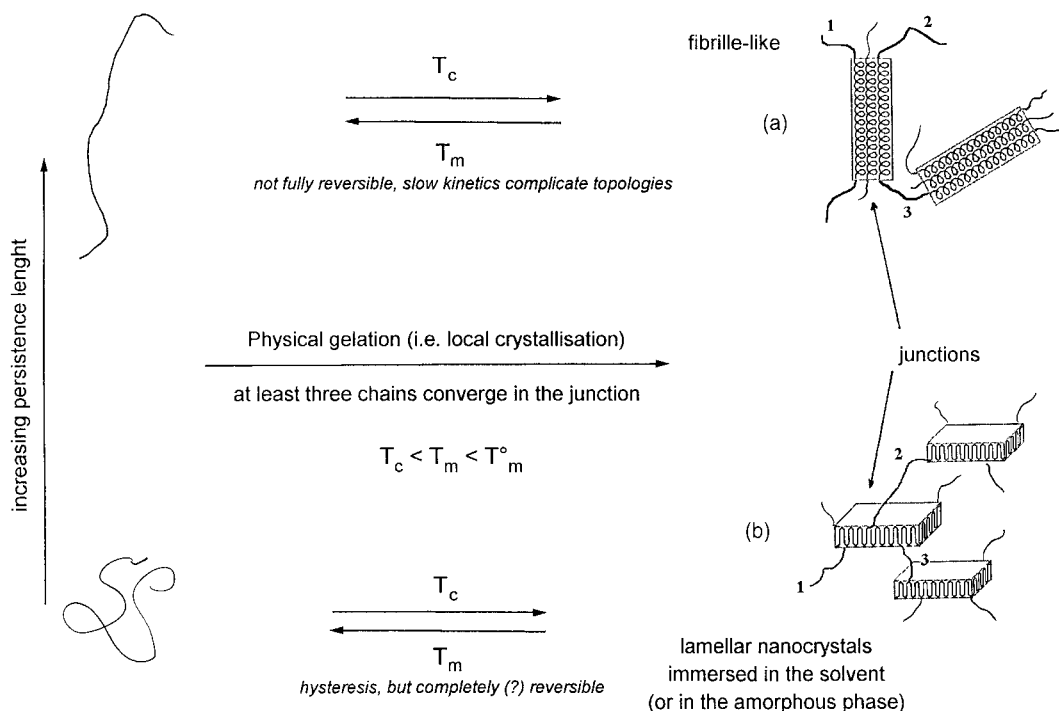 1
2
fibrille-like
T_c
(a)
T_m
not fully reversible, slow kinetics complicate topologies
3
increasing persistence lenght
Physical gelation (i.e. local crystallisation)
junctions
at least three chains converge in the junction
T_c < T_m < T°_m
2
(b)
3
1
T_c
T_m
hysteresis, but completely (?) reversible
lamellar nanocrystals
immersed in the solvent
(or in the amorphous phase)